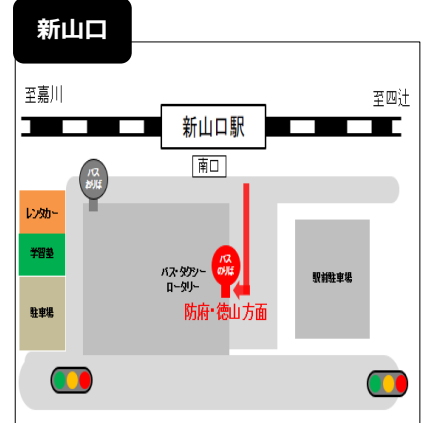 新山口
至嘉川
至四辻
新山口駅
南口
バス
おりば
レンタカー
学習塾
駐車場
バス・タクシー
ロータリー
バス
のりば
防府・徳山方面
駅前駐車場